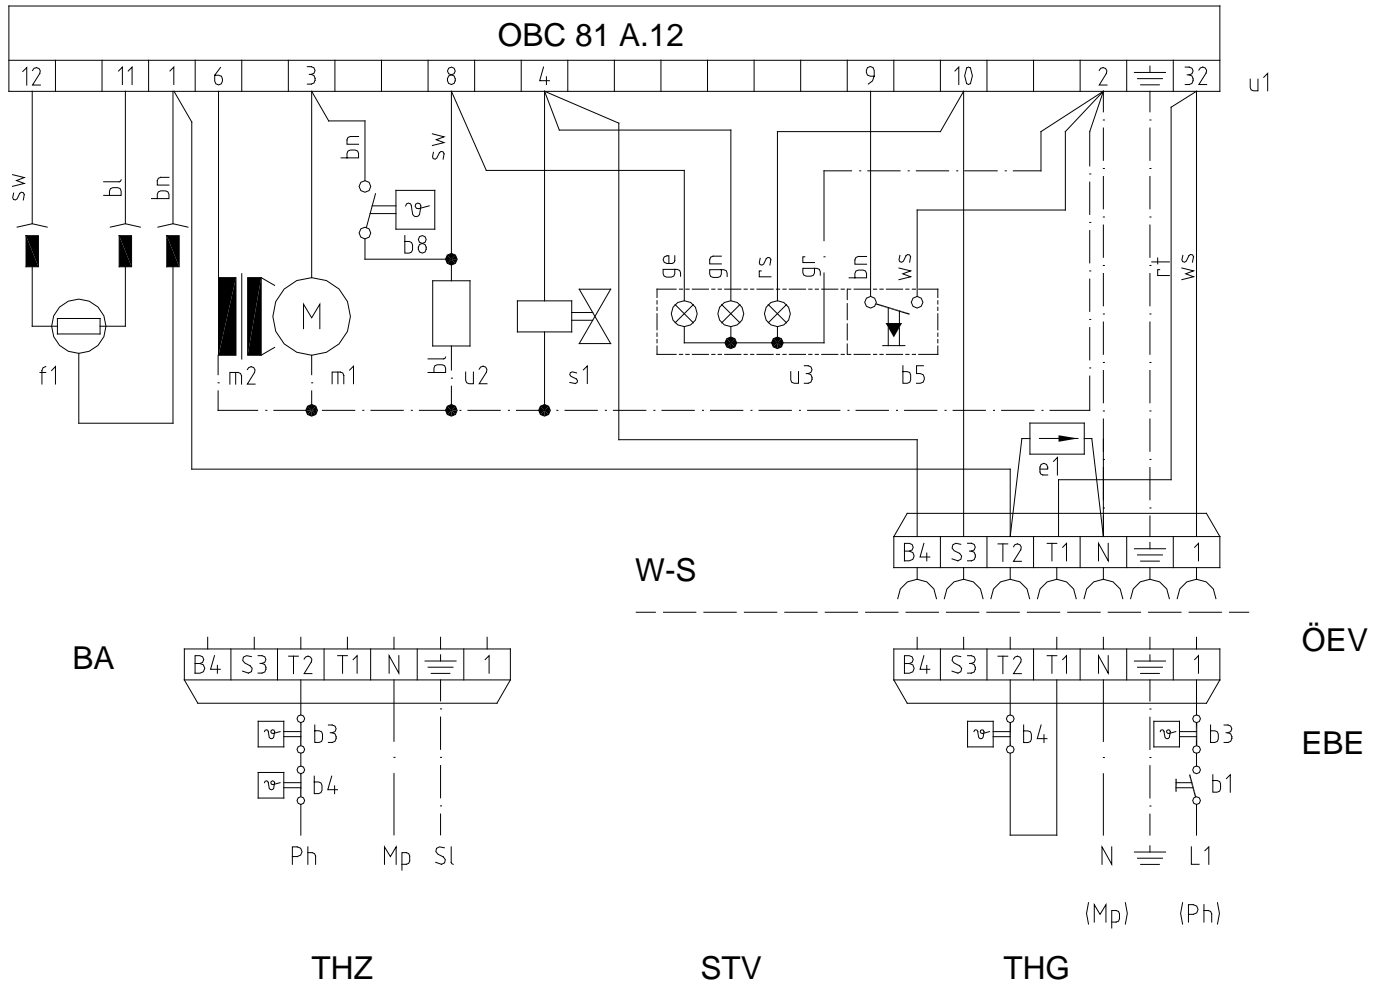 OBC 81 A.12
12 11 1 6 3 8 4 9 10 2 32
u1
sw bl bn bn sw ge gn rs gr bn ws rt ws
b8
M
f1 m2 m1 bl u2 s1 u3 b5
e1
B4 S3 T2 T1 N 1
W-S
ÖEV
BA
B4 S3 T2 T1 N 1
B4 S3 T2 T1 N 1
ϑ b3
ϑ b4
ϑ b4
ϑ b3
EBE
b1
Ph Mp Sl
N L1
(Mp) (Ph)
THZ STV THG